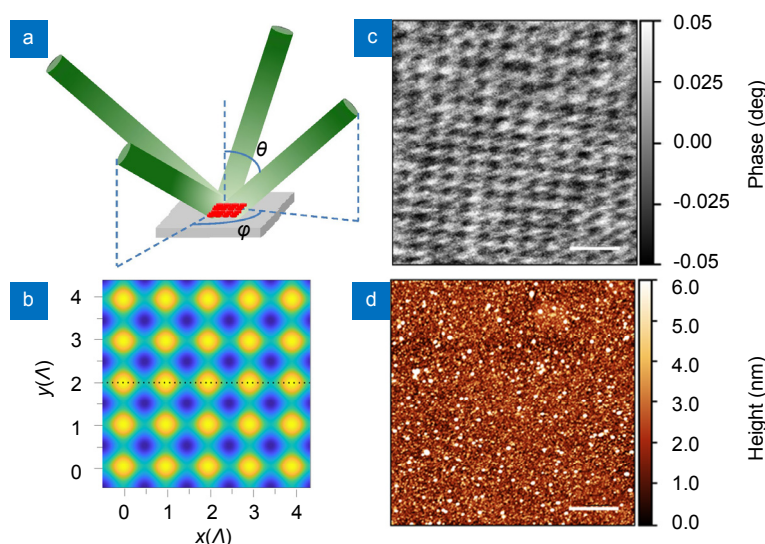 a
θ
φ
b
4
3
2
1
0
y(Λ)
0 1 2 3 4
x(Λ)
c
0.05
0.025
0.00
-0.025
-0.05
Phase (deg)
d
6.0
5.0
4.0
3.0
2.0
1.0
0.0
Height (nm)